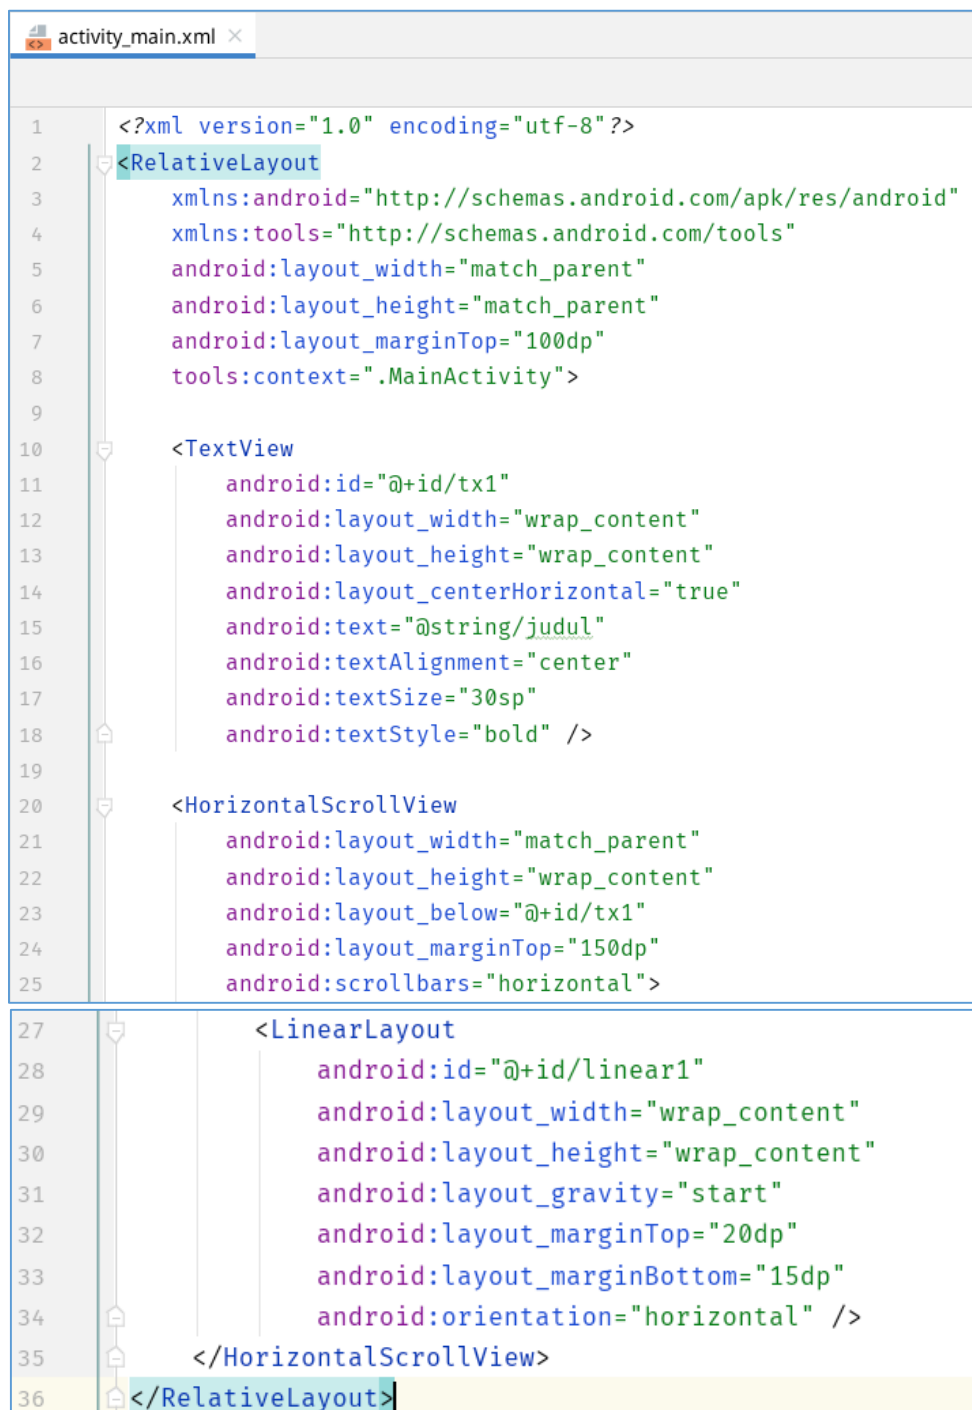 activity_main.xml
1 <?xml version="1.0" encoding="utf-8"?>
2 <RelativeLayout
3 xmlns:android="http://schemas.android.com/apk/res/android"
4 xmlns:tools="http://schemas.android.com/tools"
5 android:layout_width="match_parent"
6 android:layout_height="match_parent"
7 android:layout_marginTop="100dp"
8 tools:context=".MainActivity">
9
10 <TextView
11 android:id="@+id/tx1"
12 android:layout_width="wrap_content"
13 android:layout_height="wrap_content"
14 android:layout_centerHorizontal="true"
15 android:text="@string/judul"
16 android:textAlignment="center"
17 android:textSize="30sp"
18 android:textStyle="bold" />
19
20 <HorizontalScrollView
21 android:layout_width="match_parent"
22 android:layout_height="wrap_content"
23 android:layout_below="@+id/tx1"
24 android:layout_marginTop="150dp"
25 android:scrollbars="horizontal">
27 <LinearLayout
28 android:id="@+id/linear1"
29 android:layout_width="wrap_content"
30 android:layout_height="wrap_content"
31 android:layout_gravity="start"
32 android:layout_marginTop="20dp"
33 android:layout_marginBottom="15dp"
34 android:orientation="horizontal" />
35 </HorizontalScrollView>
36 </RelativeLayout>